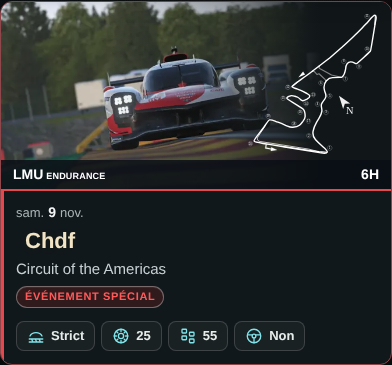 N
LMU ENDURANCE 6H
sam. 9 nov.
Chdf
Circuit of the Americas
ÉVÉNEMENT SPÉCIAL
Strict 25 55 Non